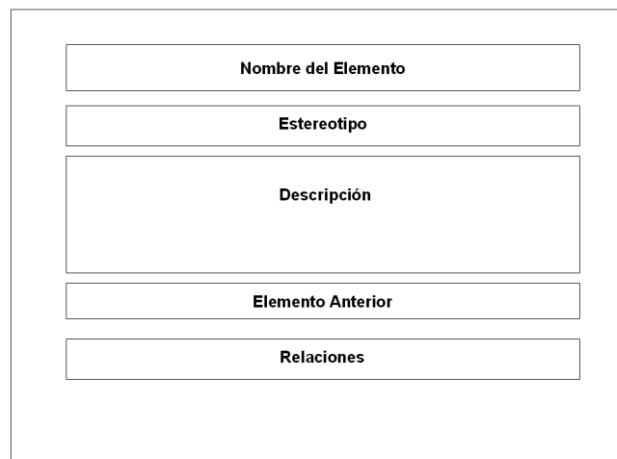 Nombre del Elemento
Estereotipo
Descripción
Elemento Anterior
Relaciones